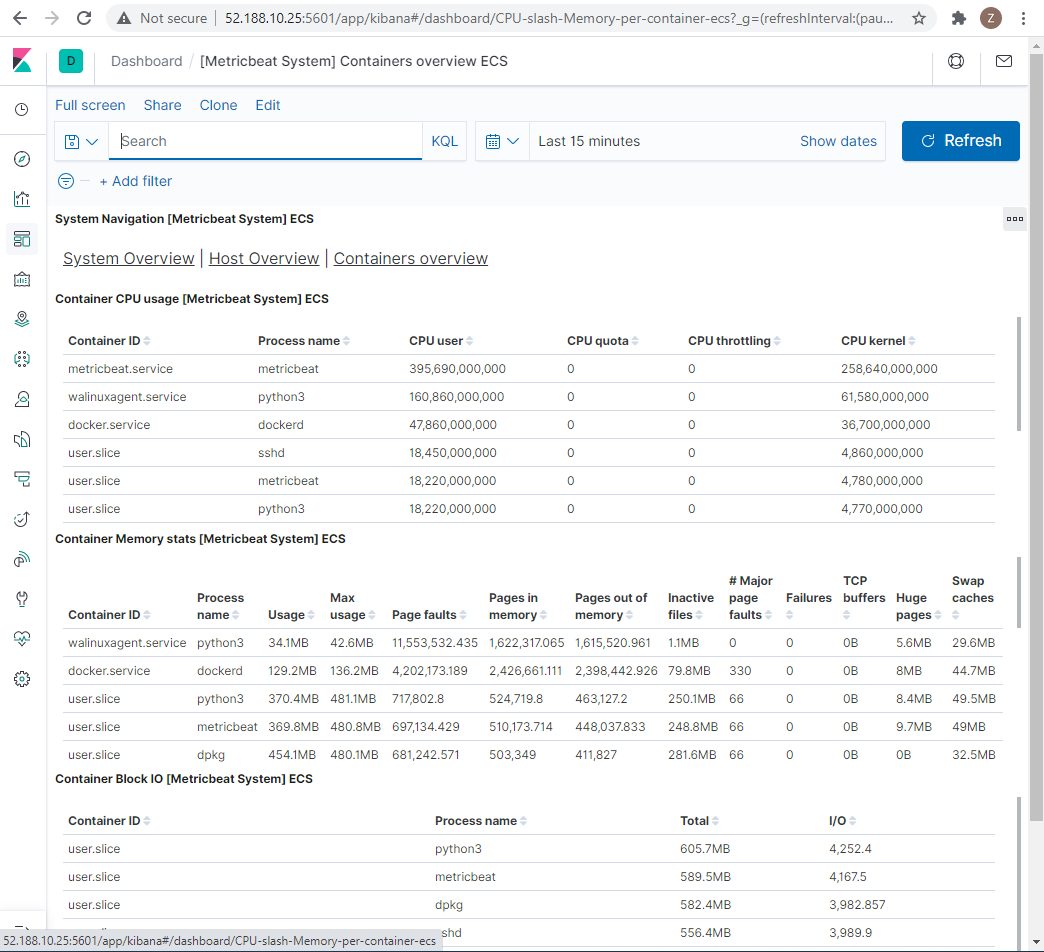 Not secure | 52.188.10.25:5601/app/kibana#/dashboard/CPU-slash-Memory-per-container-ecs?_g=(refreshInterval:(pau... Z
D Dashboard / [Metricbeat System] Containers overview ECS
Full screen Share Clone Edit
Search KQL Last 15 minutes Show dates Refresh
+ Add filter
System Navigation [Metricbeat System] ECS
System Overview | Host Overview | Containers overview
Container CPU usage [Metricbeat System] ECS
Container ID Process name CPU user CPU quota CPU throttling CPU kernel
metricbeat.service metricbeat 395,690,000,000 0 0 258,640,000,000
walinuxagent.service python3 160,860,000,000 0 0 61,580,000,000
docker.service dockerd 47,860,000,000 0 0 36,700,000,000
user.slice sshd 18,450,000,000 0 0 4,860,000,000
user.slice metricbeat 18,220,000,000 0 0 4,780,000,000
user.slice python3 18,220,000,000 0 0 4,770,000,000
Container Memory stats [Metricbeat System] ECS
Container ID Process name Usage Max usage Page faults Pages in memory Pages out of memory Inactive files # Major page faults Failures TCP buffers Huge pages Swap caches
walinuxagent.service python3 34.1MB 42.6MB 11,553,532.435 1,622,317.065 1,615,520.961 1.1MB 0 0 0B 5.6MB 29.6MB
docker.service dockerd 129.2MB 136.2MB 4,202,173.189 2,426,661.111 2,398,442.926 79.8MB 330 0 0B 8MB 44.7MB
user.slice python3 370.4MB 481.1MB 717,802.8 524,719.8 463,127.2 250.1MB 66 0 0B 8.4MB 49.5MB
user.slice metricbeat 369.8MB 480.8MB 697,134.429 510,173.714 448,037.833 248.8MB 66 0 0B 9.7MB 49MB
user.slice dpkg 454.1MB 480.1MB 681,242.571 503,349 411,827 281.6MB 66 0 0B 0B 32.5MB
Container Block IO [Metricbeat System] ECS
Container ID Process name Total I/O
user.slice python3 605.7MB 4,252.4
user.slice metricbeat 589.5MB 4,167.5
user.slice dpkg 582.4MB 3,982.857
shd 556.4MB 3,989.9
52.188.10.25:5601/app/kibana#/dashboard/CPU-slash-Memory-per-container-ecs